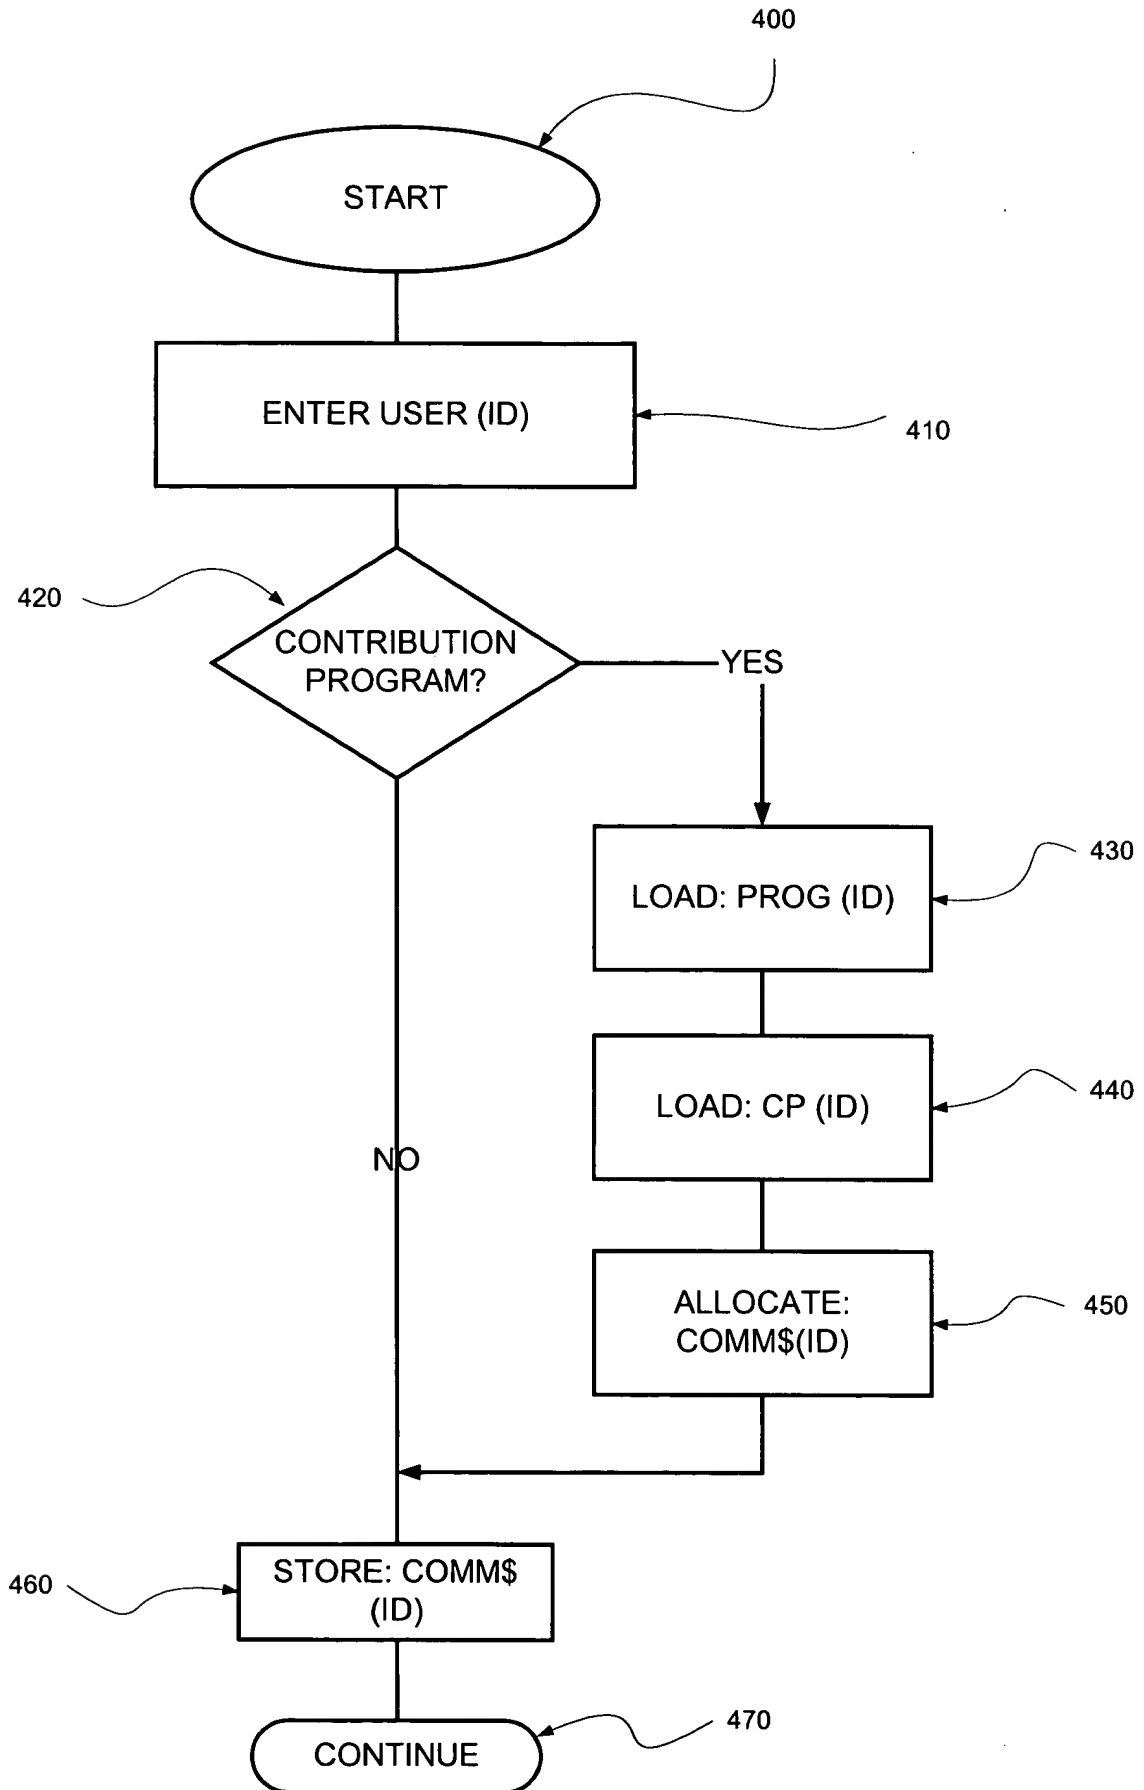 400
START
ENTER USER (ID)
410
420
CONTRIBUTION
PROGRAM?
YES
430
LOAD: PROG (ID)
440
LOAD: CP (ID)
NO
ALLOCATE:
COMM$(ID)
450
STORE: COMM$
(ID)
460
470
CONTINUE